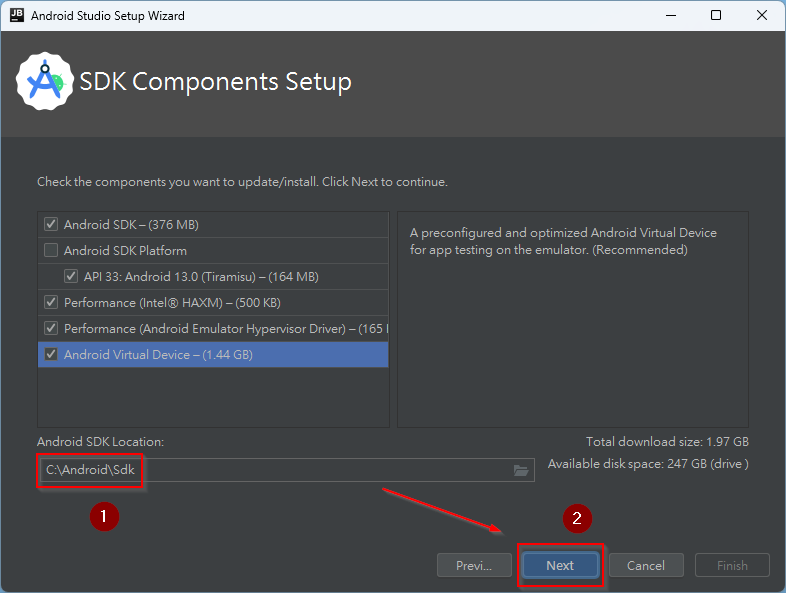 JB
Android Studio Setup Wizard
SDK Components Setup
Check the components you want to update/install. Click Next to continue.
Android SDK – (376 MB)
Android SDK Platform
API 33: Android 13.0 (Tiramisu) – (164 MB)
Performance (Intel® HAXM) – (500 KB)
Performance (Android Emulator Hypervisor Driver) – (165
Android Virtual Device – (1.44 GB)
A preconfigured and optimized Android Virtual Device
for app testing on the emulator. (Recommended)
Android SDK Location:
Total download size: 1.97 GB
C:\Android\Sdk
Available disk space: 247 GB (drive )
1
2
Previ...
Next
Cancel
Finish